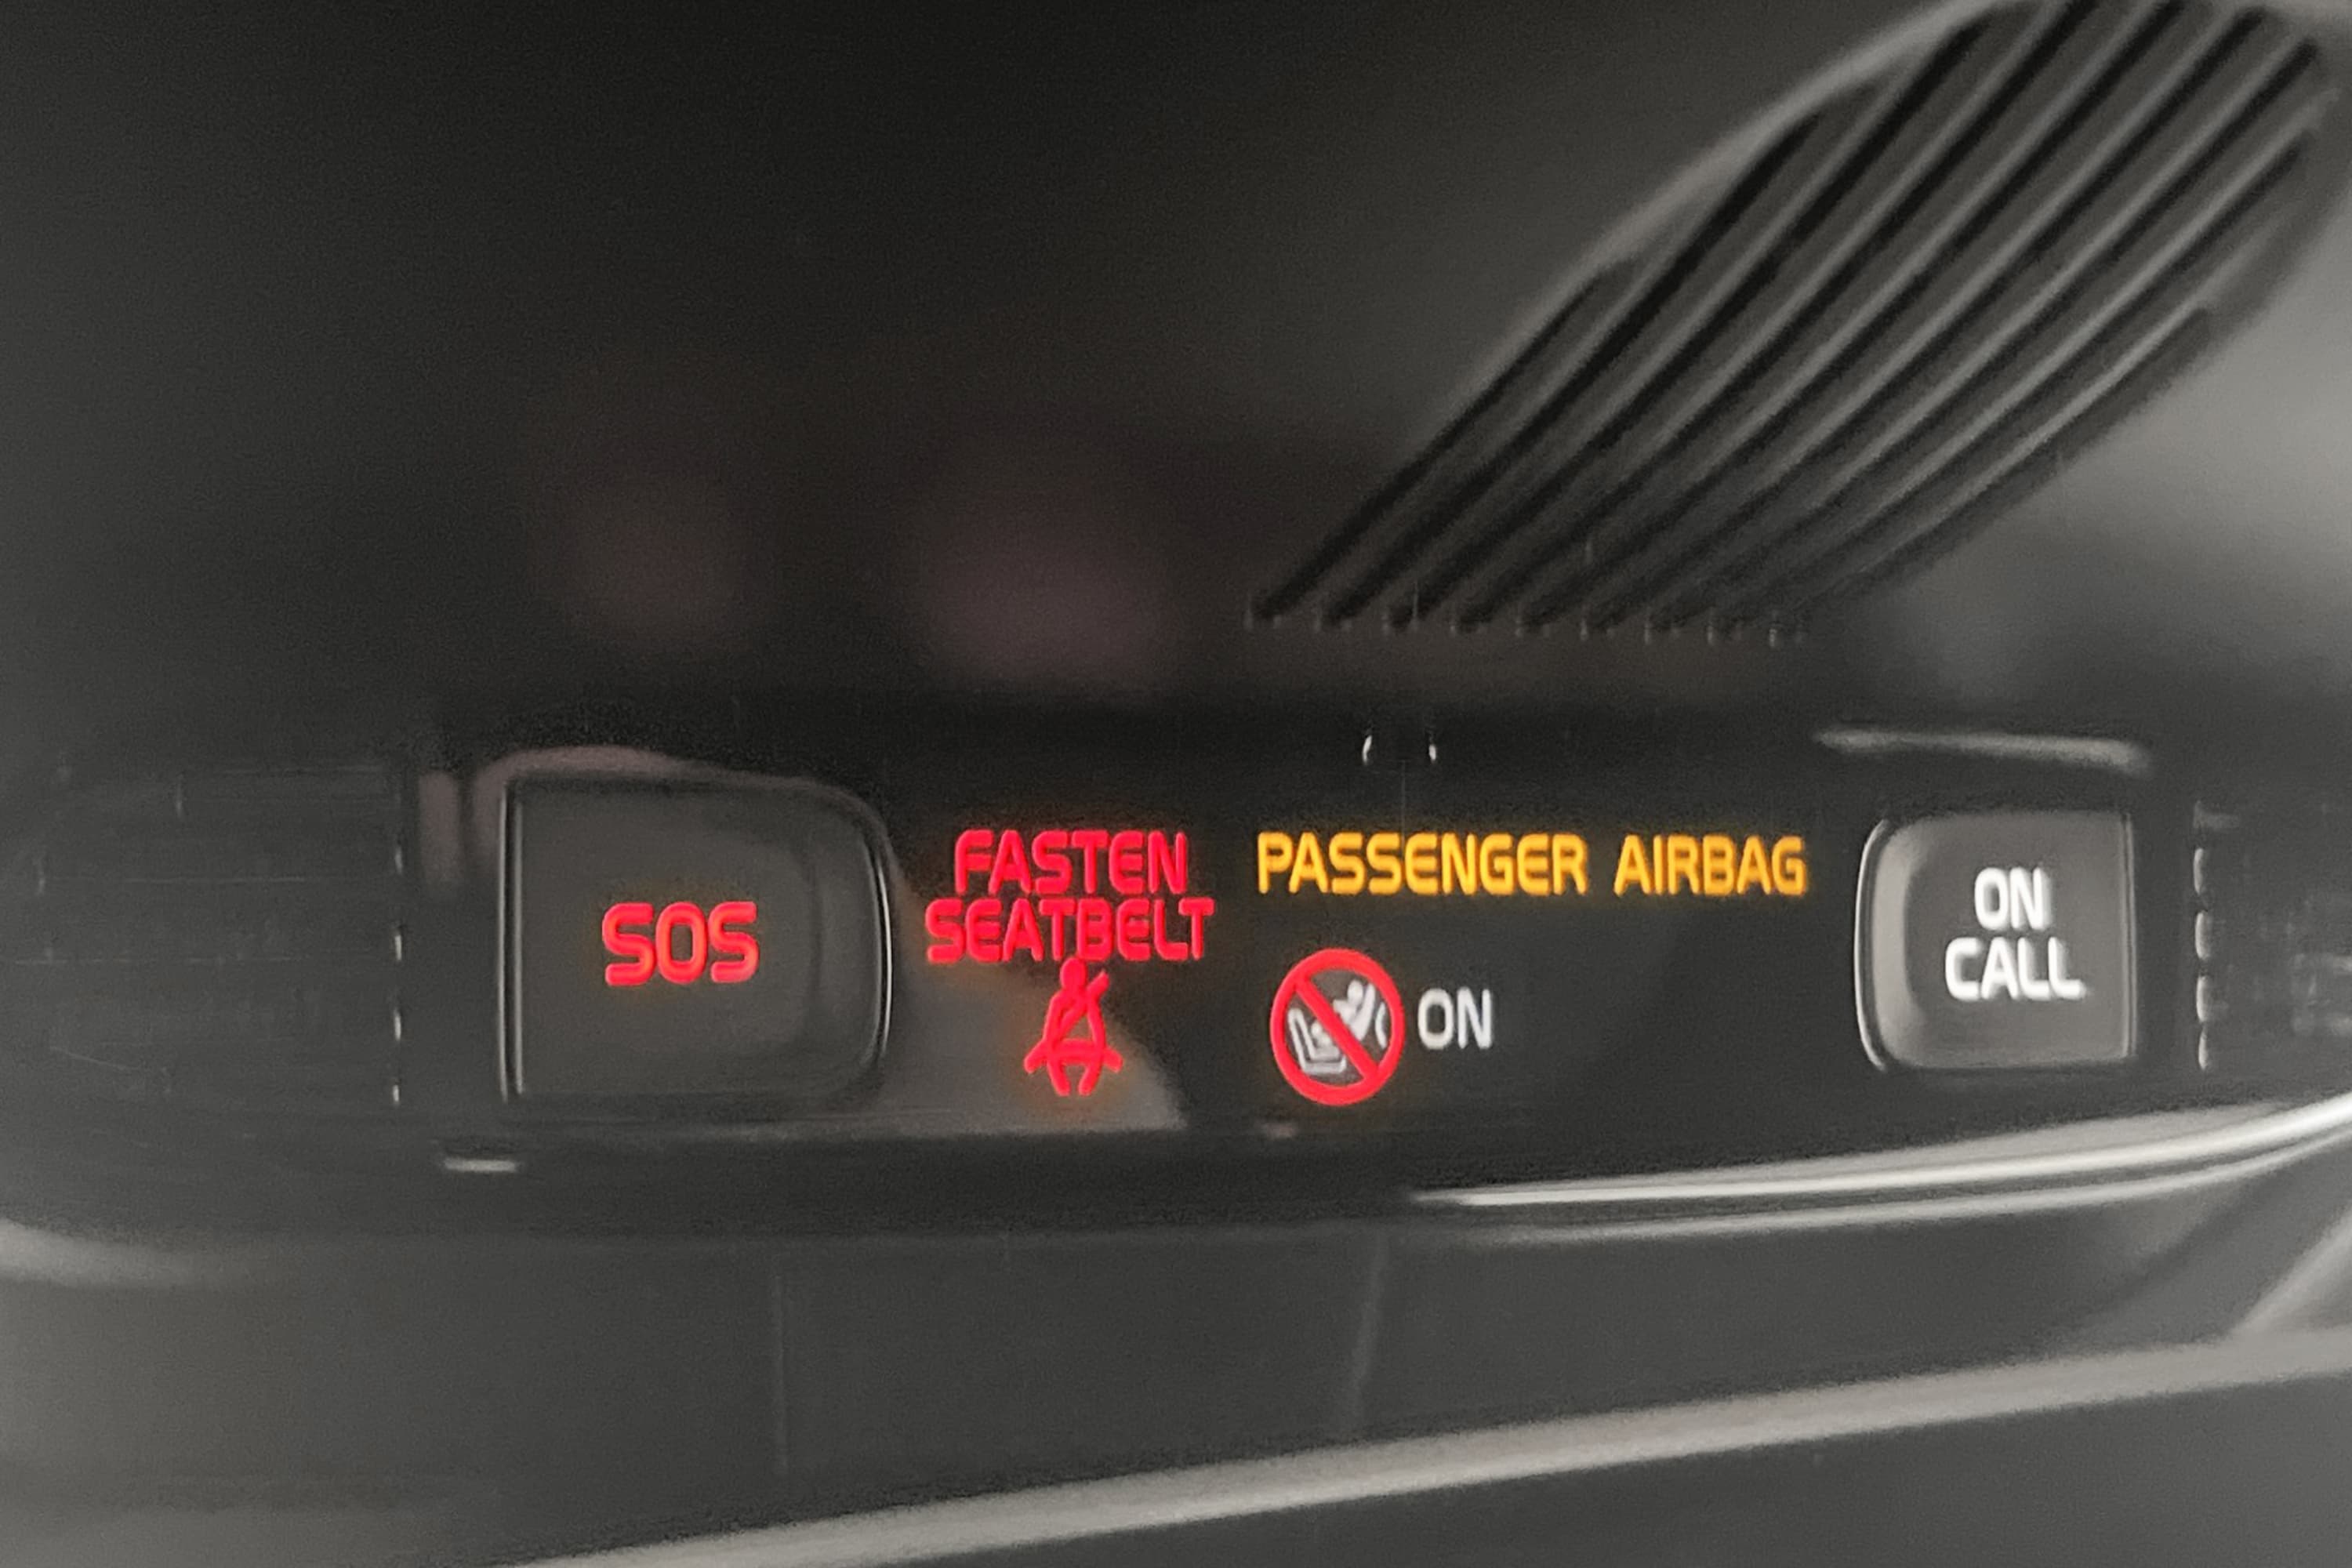 SOS
FASTEN
SEATBELT
PASSENGER AIRBAG
ON
ON
CALL